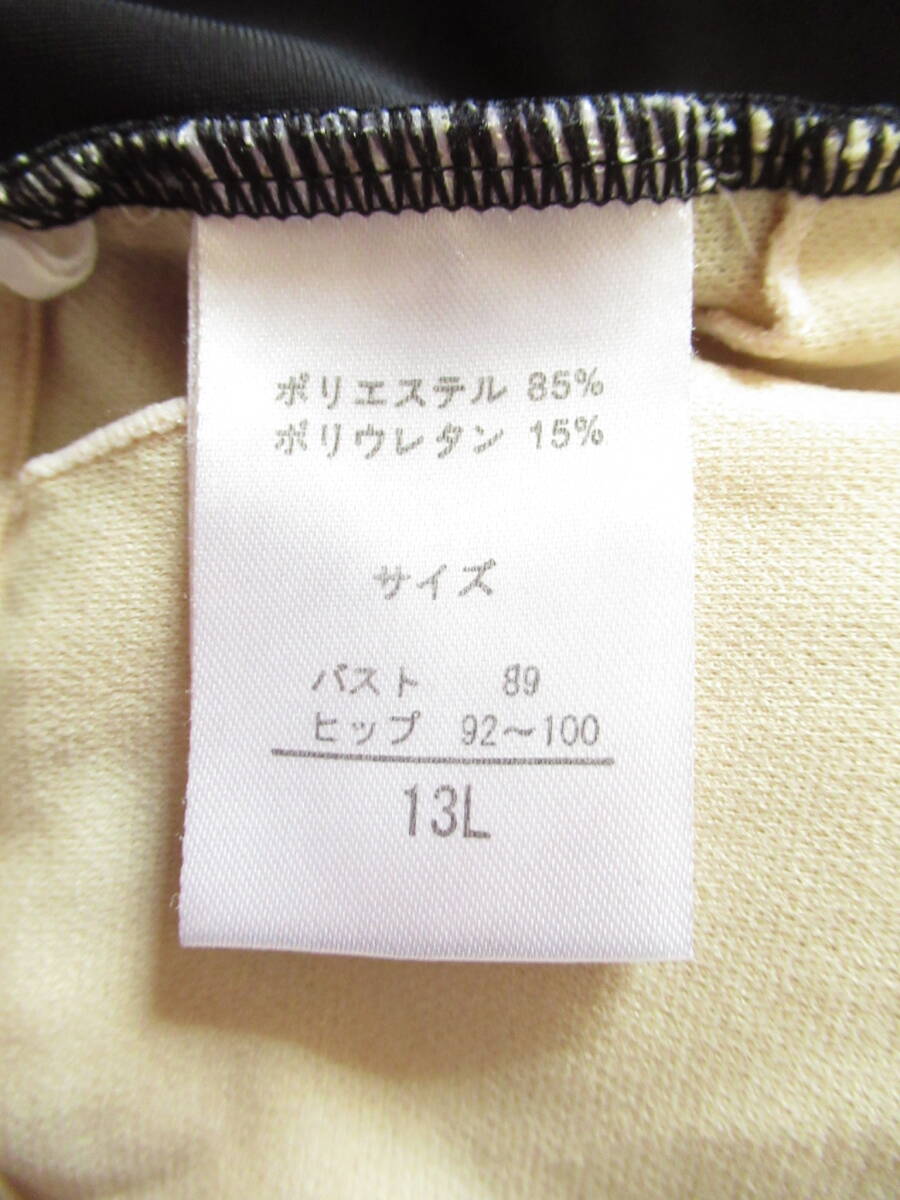 ポリエステル 85%
ポリウレタン 15%
サイズ
バスト 89
ヒップ 92～100
13L